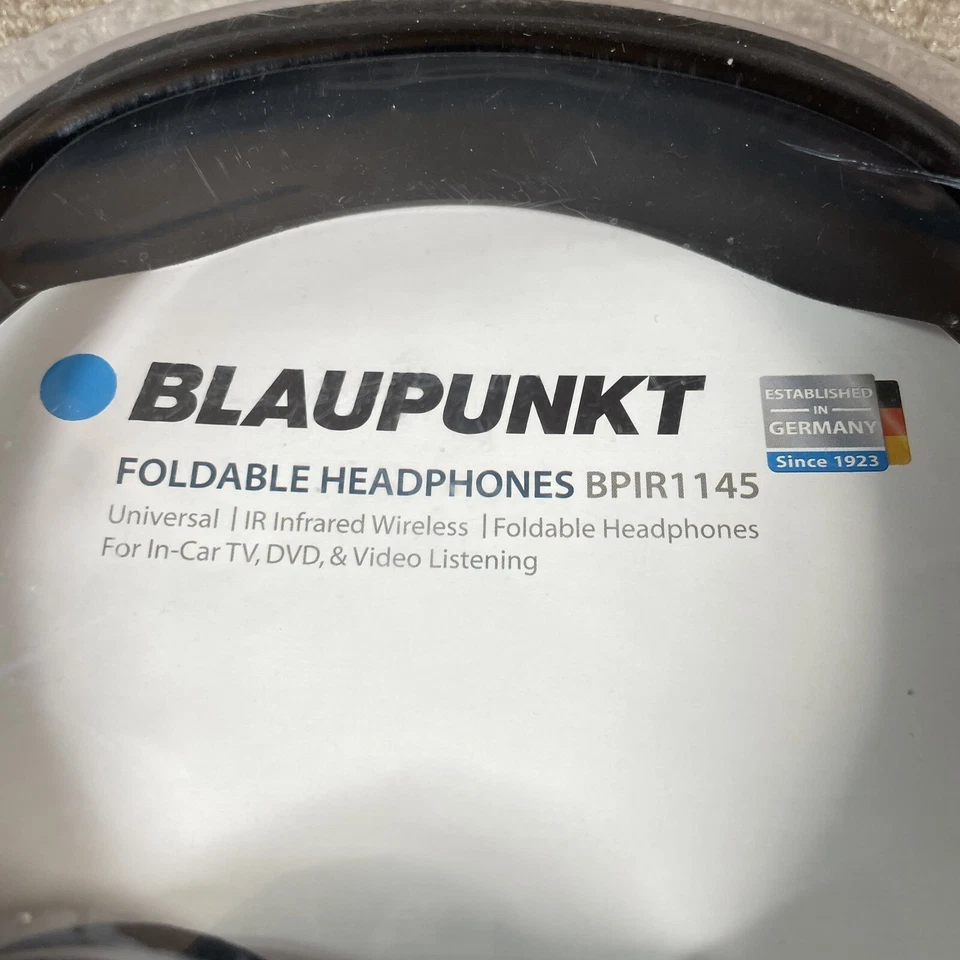 BLAUPUNKT
ESTABLISHED
IN
GERMANY
Since 1923
FOLDABLE HEADPHONES BPIR1145
Universal | IR Infrared Wireless | Foldable Headphones
For In-Car TV, DVD, & Video Listening